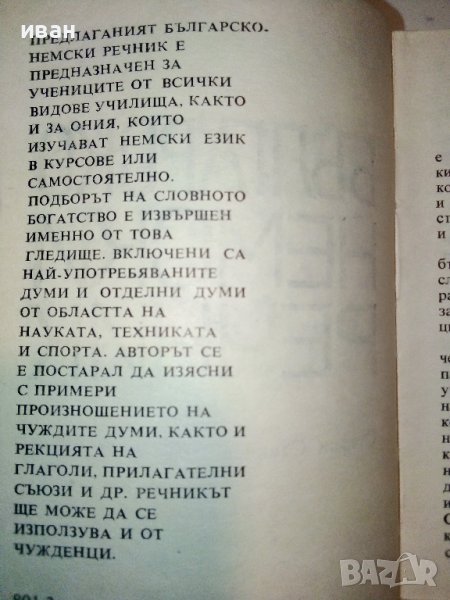 иван
ПРЕДЛАГАНИЯТ БЪЛГАРСКО-
НЕМСКИ РЕЧНИК Е
ПРЕДНАЗНАЧЕН ЗА
УЧЕНИЦИТЕ ОТ ВСИЧКИ
ВИДОВЕ УЧИЛИЩА, КАКТО
И ЗА ОНИЯ, КОИТО
ИЗУЧАВАТ НЕМСКИ ЕЗИК
В КУРСОВЕ ИЛИ
САМОСТОЯТЕЛНО.
ПОДБОРЪТ НА СЛОВНОТО
БОГАТСТВО Е ИЗВЪРШЕН
ИМЕННО ОТ ТОВА
ГЛЕДИЩЕ. ВКЛЮЧЕНИ СА
НАЙ-УПОТРЕБЯВАНИТЕ
ДУМИ И ОТДЕЛНИ ДУМИ
ОТ ОБЛАСТТА НА
НАУКАТА, ТЕХНИКАТА
И СПОРТА. АВТОРЪТ СЕ
Е ПОСТАРАЛ ДА ИЗЯСНИ
С ПРИМЕРИ
ПРОИЗНОШЕНИЕТО НА
ЧУЖДИТЕ ДУМИ, КАКТО И
РЕКЦИЯТА НА
ГЛАГОЛИ, ПРИЛАГАТЕЛНИ
СЪЮЗИ И ДР. РЕЧНИКЪТ
ЩЕ МОЖЕ ДА СЕ
ИЗПОЛЗУВА И ОТ
ЧУЖДЕНЦИ.
BAZAR